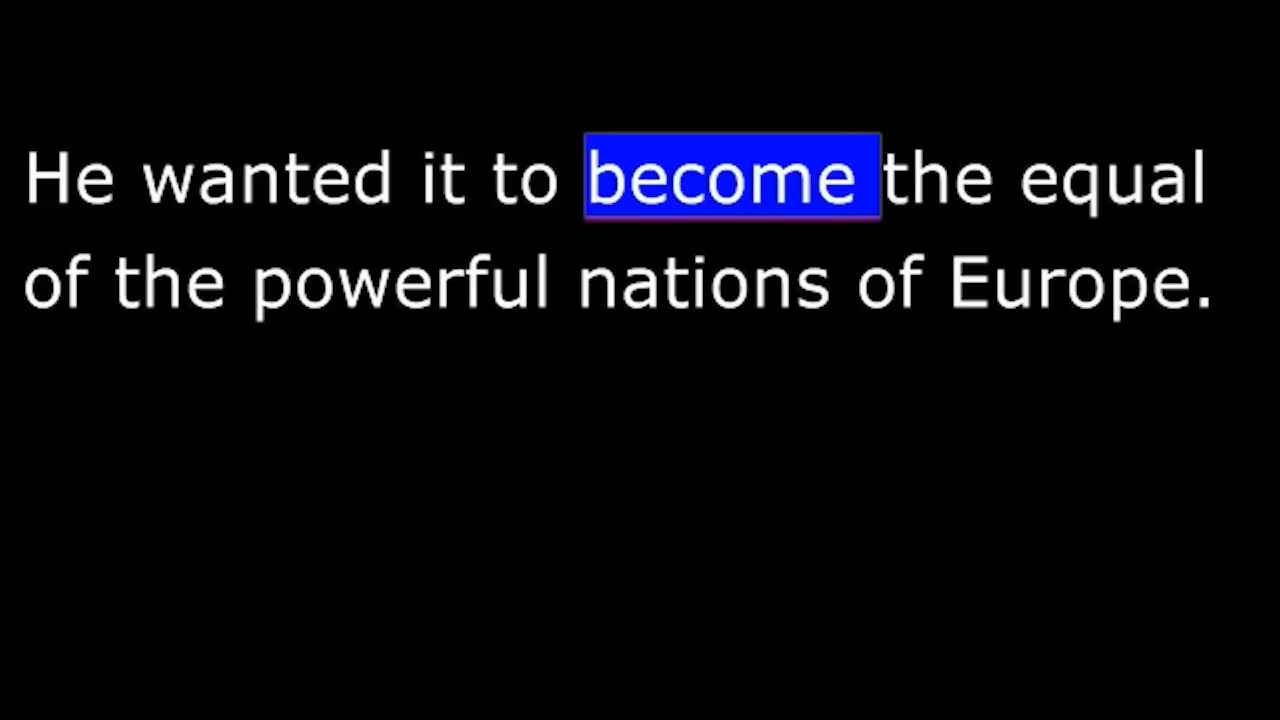 He wanted it to become the equal
of the powerful nations of Europe.